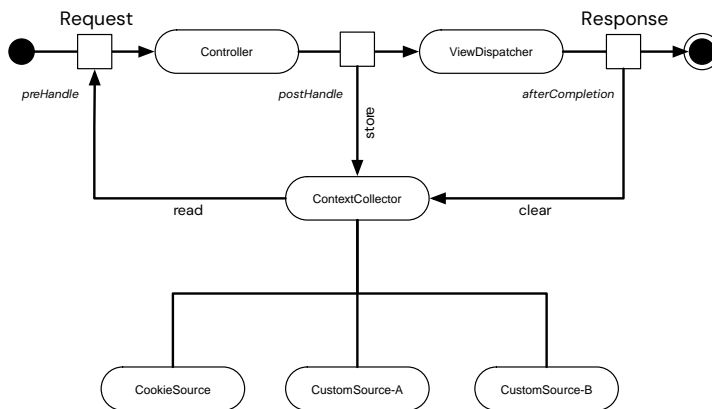 Request
Response
Controller
ViewDispatcher
preHandle
postHandle
afterCompletion
store
ContextCollector
read
clear
CookieSource
CustomSource-A
CustomSource-B